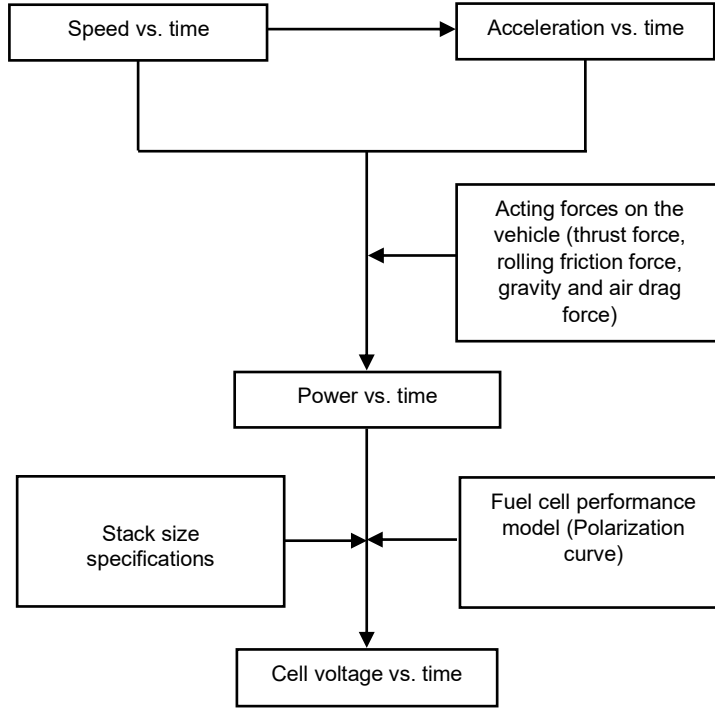 Speed vs. time
Acceleration vs. time
Acting forces on the
vehicle (thrust force,
rolling friction force,
gravity and air drag
force)
Power vs. time
Stack size
specifications
Fuel cell performance
model (Polarization
curve)
Cell voltage vs. time